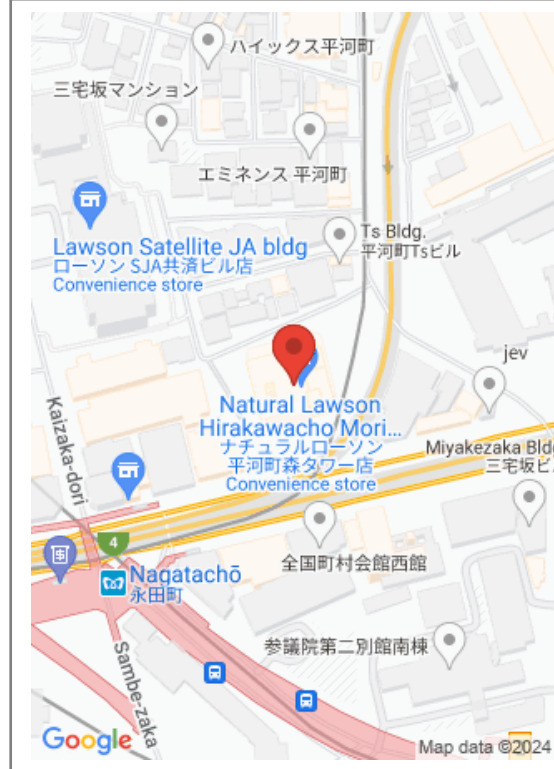 ハイックス平河町
三宅坂マンション
エミネンス 平河町
Lawson Satellite JA bldg
ローソン SJA共済ビル店
Convenience store
Ts Bldg.
平河町Tsビル
jev
Natural Lawson
Hirakawacho Mori...
ナチュラルローソン
平河町森タワー店
Convenience store
Kaizaka-dori
Miyakezaka Bld
三宅坂ビ
4
全国町村会館西館
Nagatachō
永田町
参議院第二別館南棟
Sambe-zaka
Google
Map data ©2024